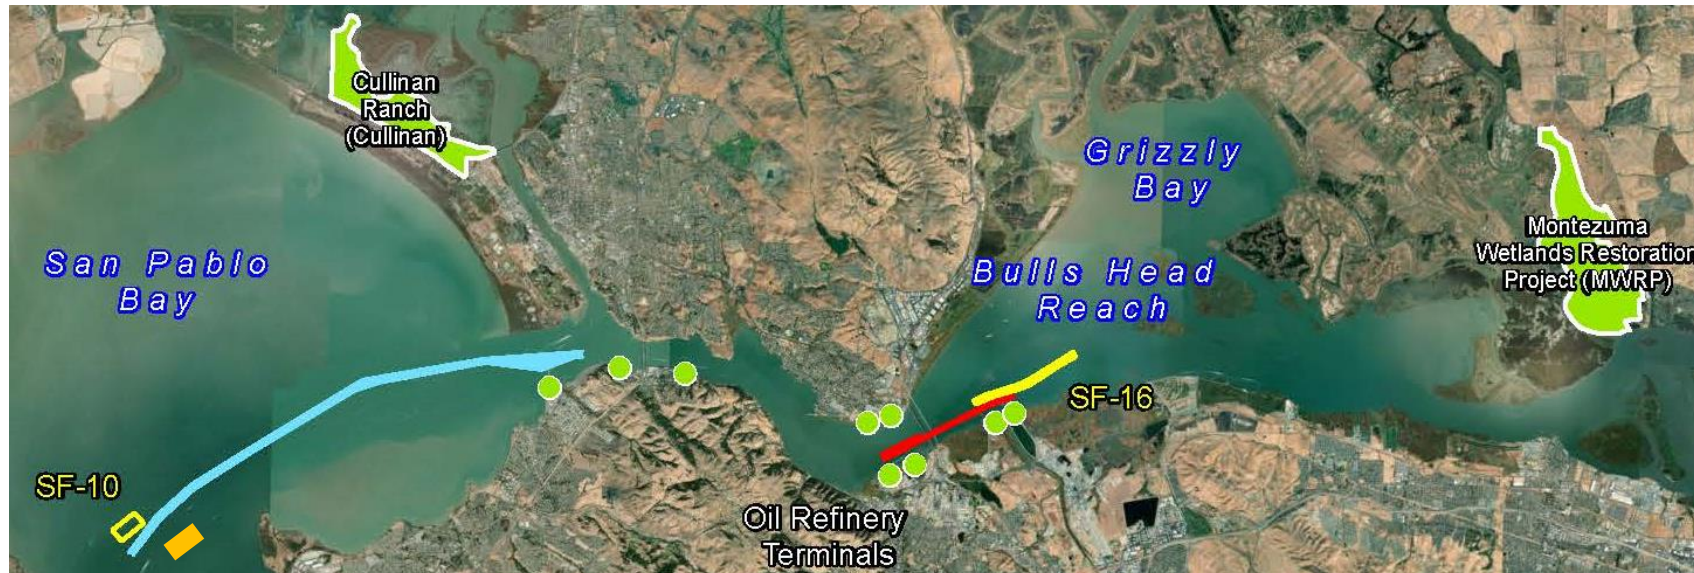 Cullinan
Ranch
(Cullinan)
San Pablo
Bay
Grizzly
Bay
Bulls Head
Reach
Montezuma
Wetlands Restoration
Project (MWRP)
SF-16
SF-10
Oil Refinery
Terminals